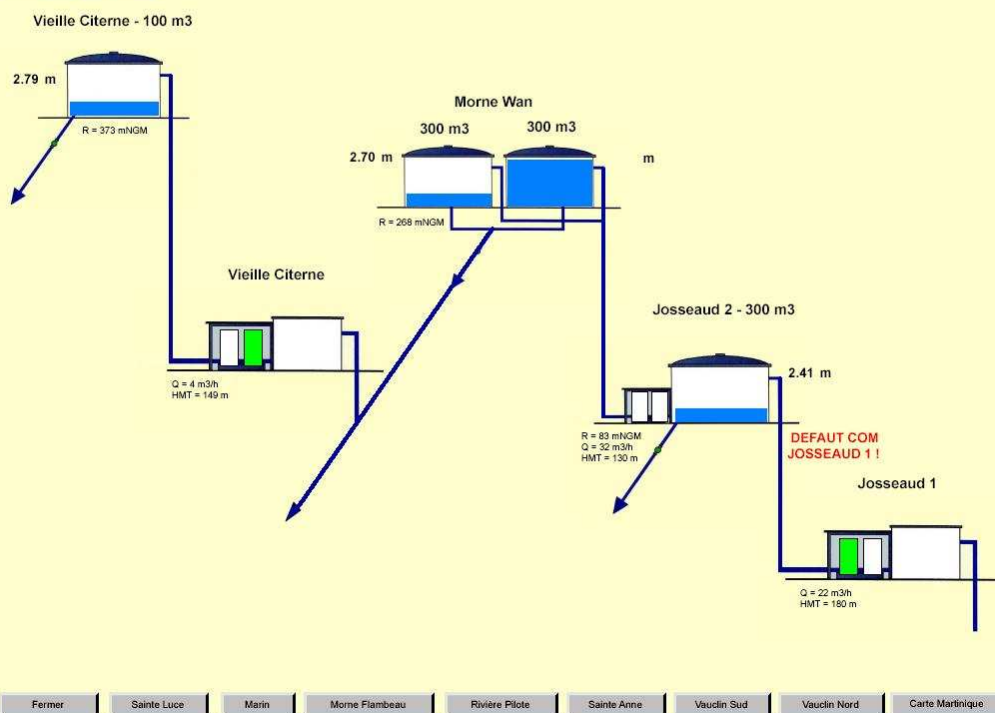 Vieille Citerne - 100 m3
2.79 m
R = 373 mNGM
Morne Wan
300 m3
300 m3
2.70 m
m
R = 268 mNGM
Vieille Citerne
Q = 4 m3/h
HMT = 149 m
Josseaud 2 - 300 m3
2.41 m
R = 83 mNGM
Q = 32 m3/h
HMT = 130 m
DEFAUT COM
JOSSEAUD 1 !
Josseaud 1
Q = 22 m3/h
HMT = 180 m
Fermer
Sainte Luce
Marin
Morne Flambeau
Rivière Pilote
Sainte Anne
Vauclin Sud
Vauclin Nord
Carte Martinique